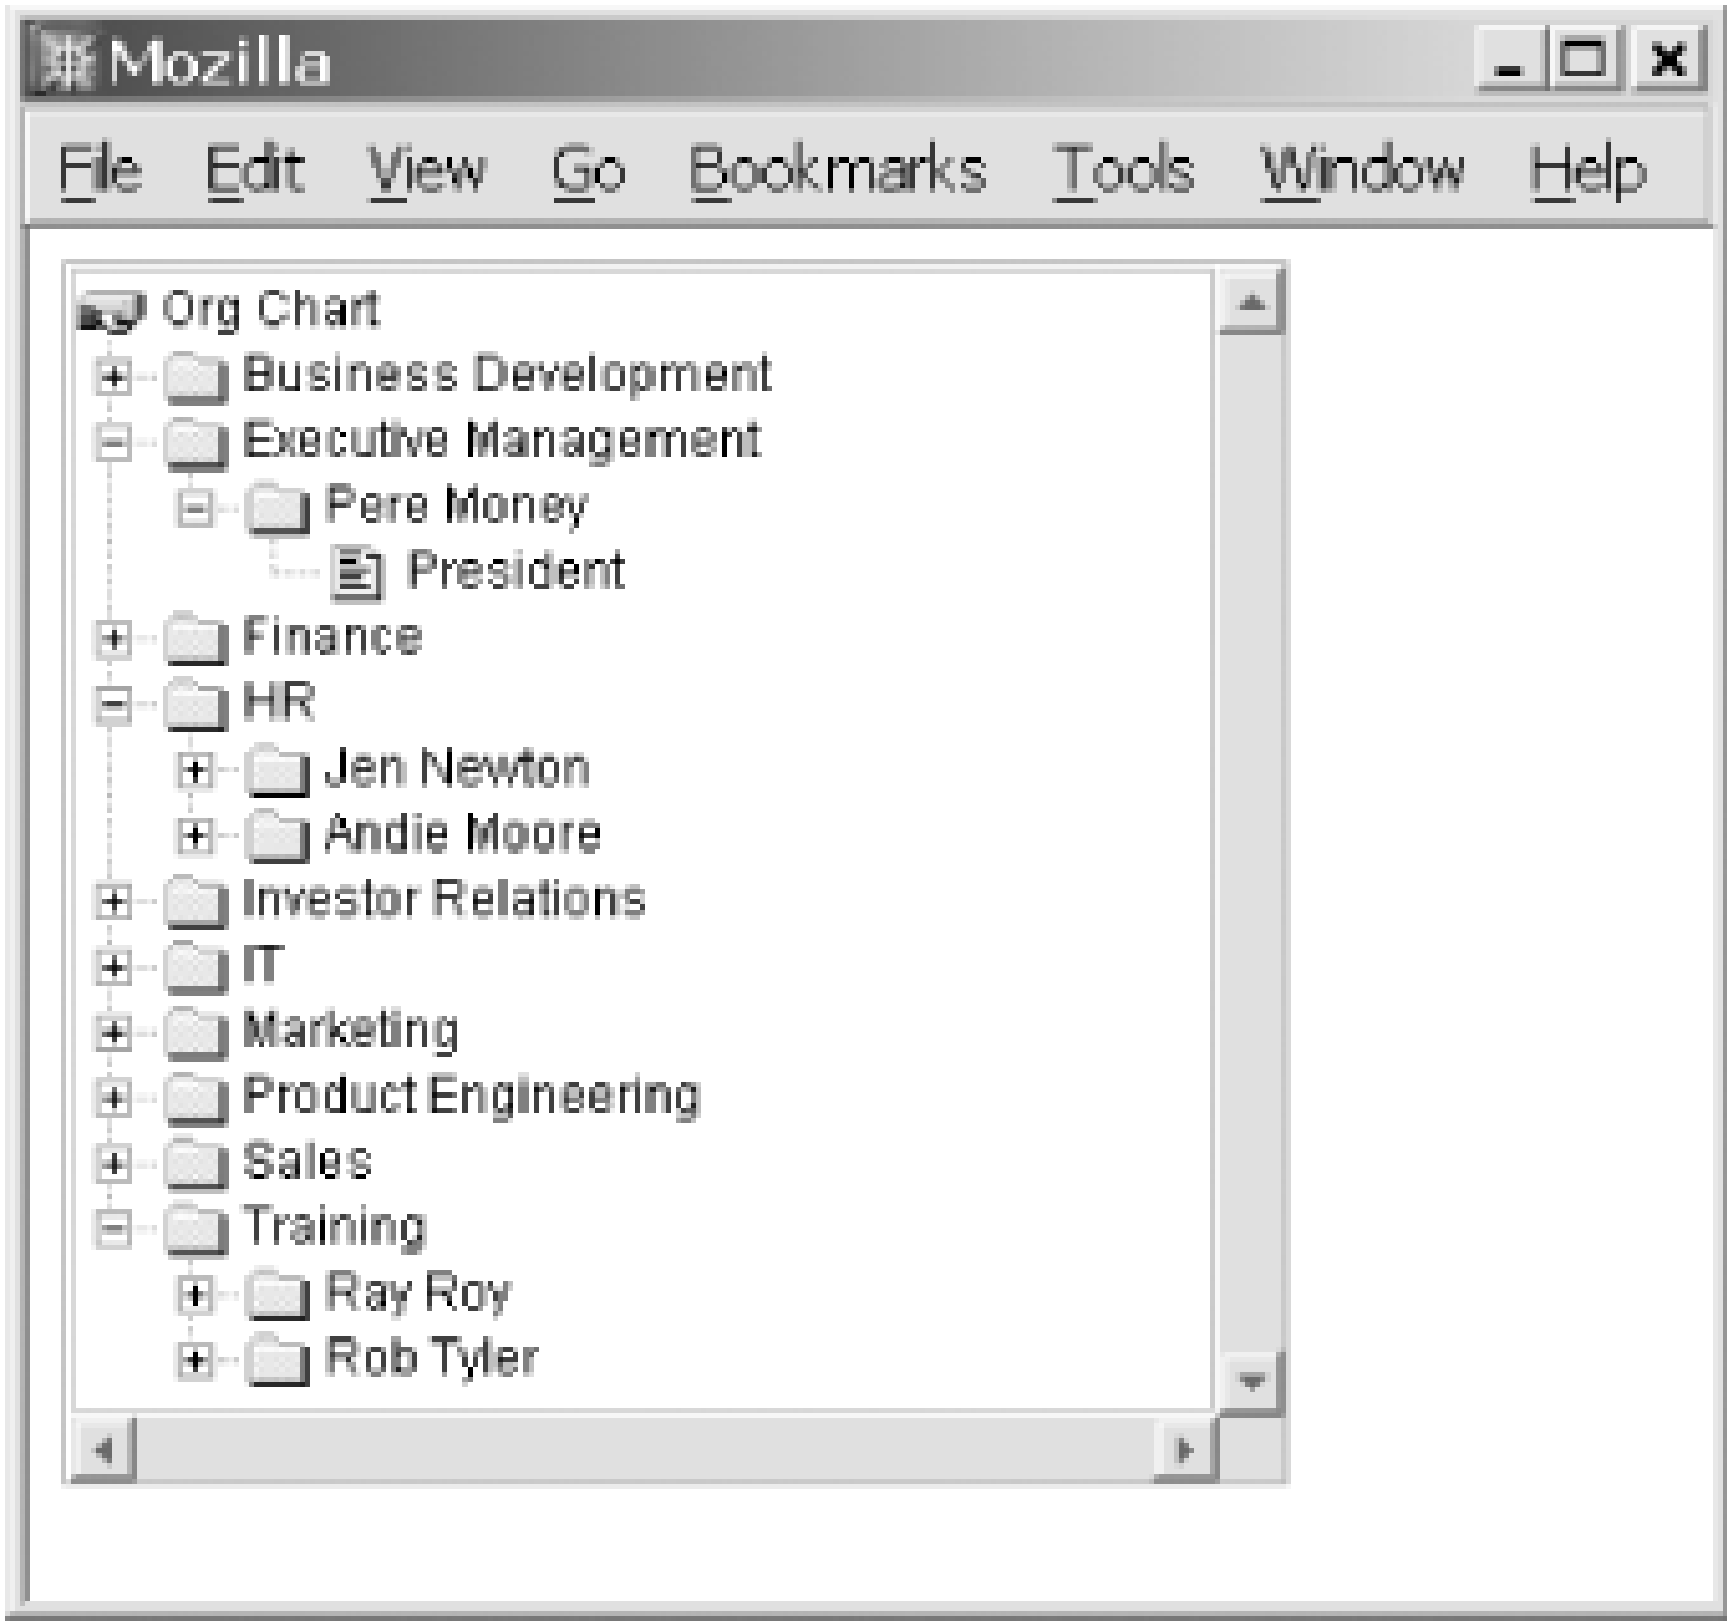 Mozilla
File Edit View Go Bookmarks Tools Window Help
Org Chart
Business Development
Executive Management
Pere Money
President
Finance
HR
Jen Newton
Andie Moore
Investor Relations
IT
Marketing
Product Engineering
Sales
Training
Ray Roy
Rob Tyler